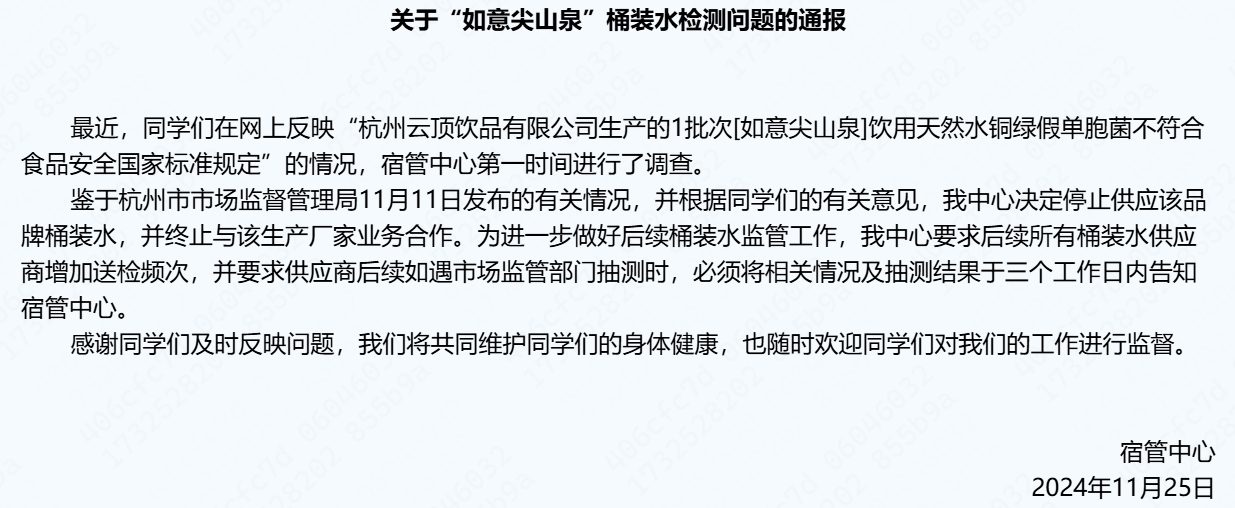 关于“如意尖山泉”桶装水检测问题的通报
最近，同学们在网上反映“杭州云顶饮品有限公司生产的1批次[如意尖山泉]饮用天然水铜绿假单胞菌不符合
食品安全国家标准规定”的情况，宿管中心第一时间进行了调查。
鉴于杭州市市场监督管理局11月11日发布的有关情况，并根据同学们的有关意见，我中心决定停止供应该品
牌桶装水，并终止与该生产厂家业务合作。为进一步做好后续桶装水监管工作，我中心要求后续所有桶装水供应
商增加送检频次，并要求供应商后续如遇市场监管部门抽测时，必须将相关情况及抽测结果于三个工作日内告知
宿管中心。
感谢同学们及时反映问题，我们将共同维护同学们的身体健康，也随时欢迎同学们对我们的工作进行监督。
宿管中心
2024年11月25日